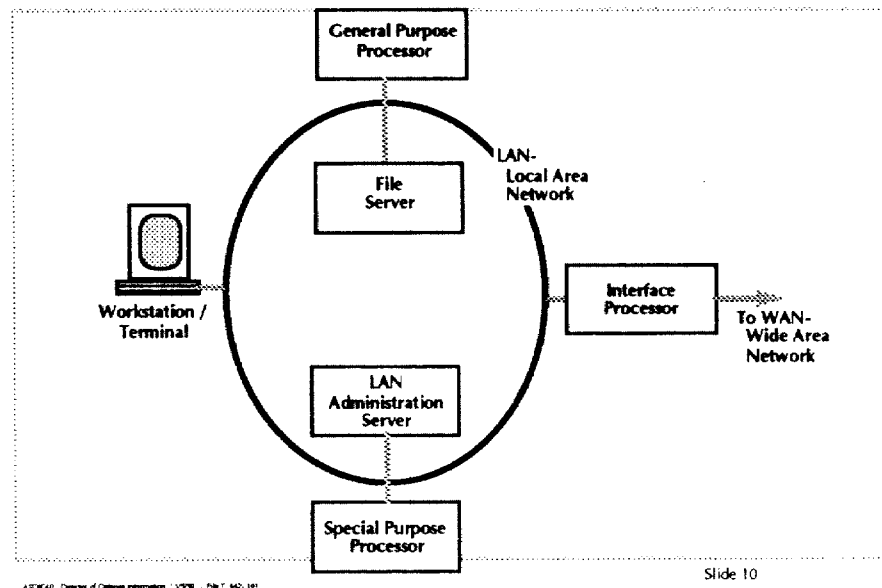 General Purpose
Processor
LAN-
Local Area
Network
File
Server
Workstation /
Terminal
Interface
Processor
To WAN-
Wide Area
Network
LAN
Administration
Server
Special Purpose
Processor
Slide 10